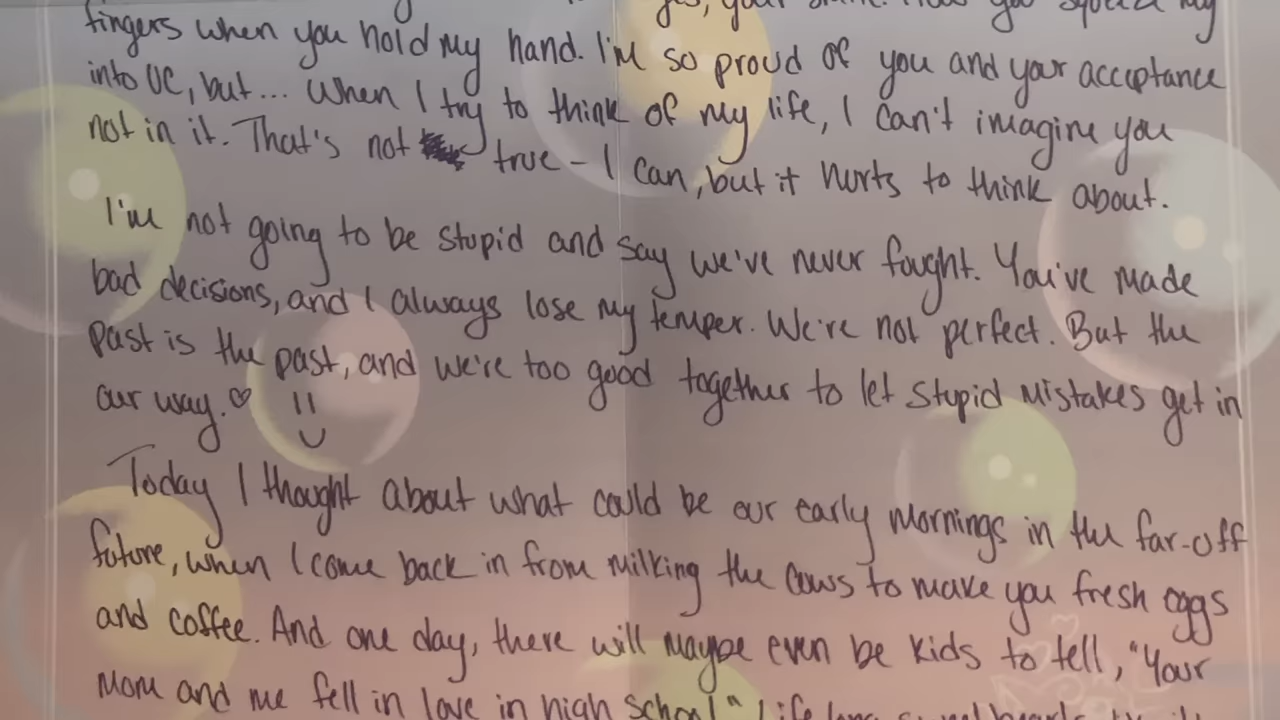 fingers when you hold my hand. I'm so proud of you and your acceptance
into UC, but... When I try to think of my life, I can't imagine you
not in it. That's not true - I can, but it hurts to think about.
I'm not going to be stupid and say we've never fought. You've made
bad decisions, and I always lose my temper. We're not perfect. But the
past is the past, and we're too good together to let stupid mistakes get in
our way. ♡
Today I thought about what could be our early mornings in the far-off
future, when I come back in from milking the cows to make you fresh eggs
and coffee. And one day, there will maybe even be kids to tell, "Your
mom and me fell in love in high school"